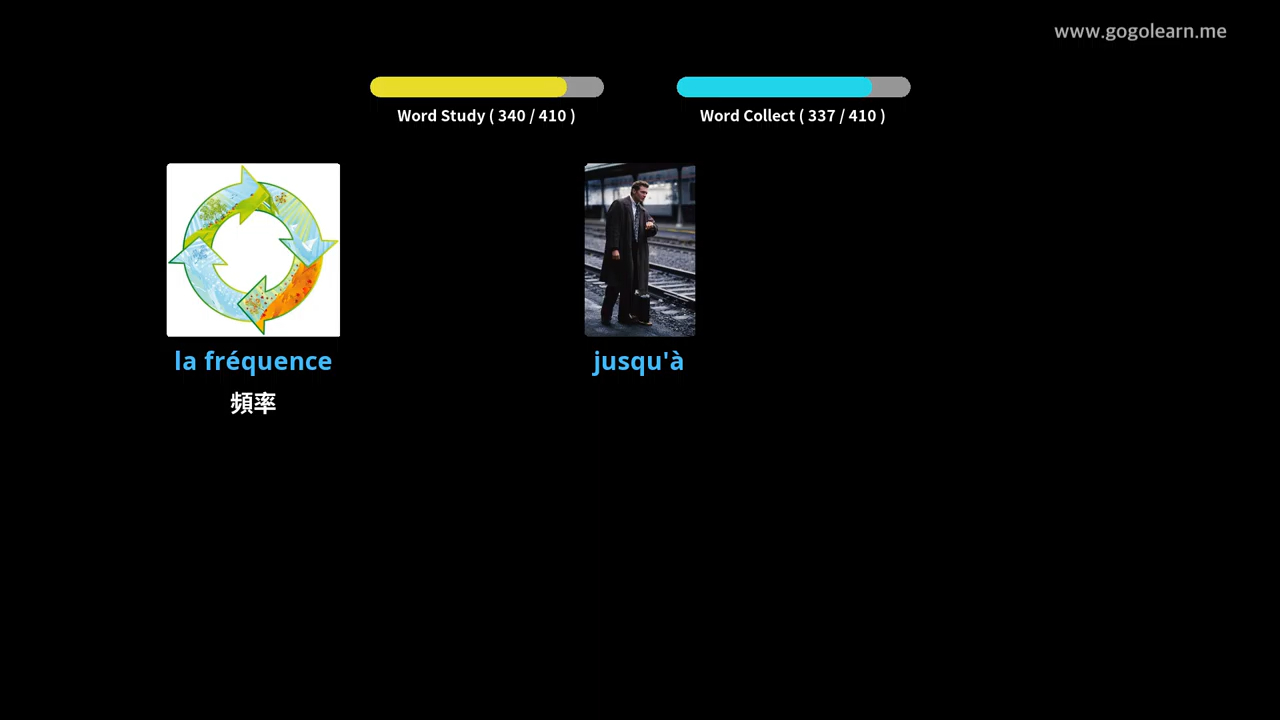 www.gogolearn.me
Word Study ( 340 / 410 )
Word Collect ( 337 / 410 )
la fréquence
jusqu'à
頻率